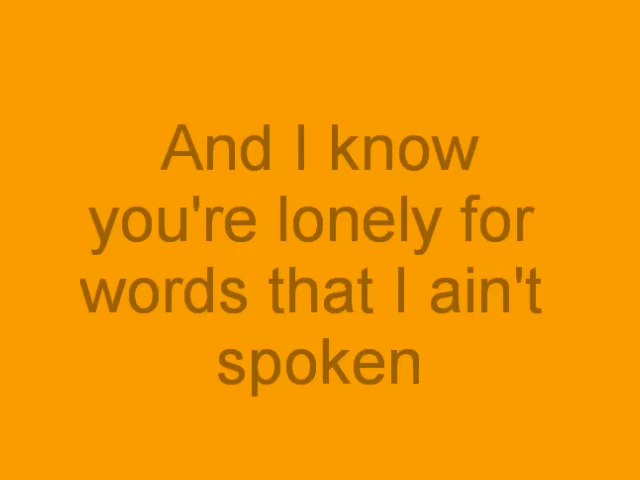 And I know
you're lonely for
words that I ain't
spoken